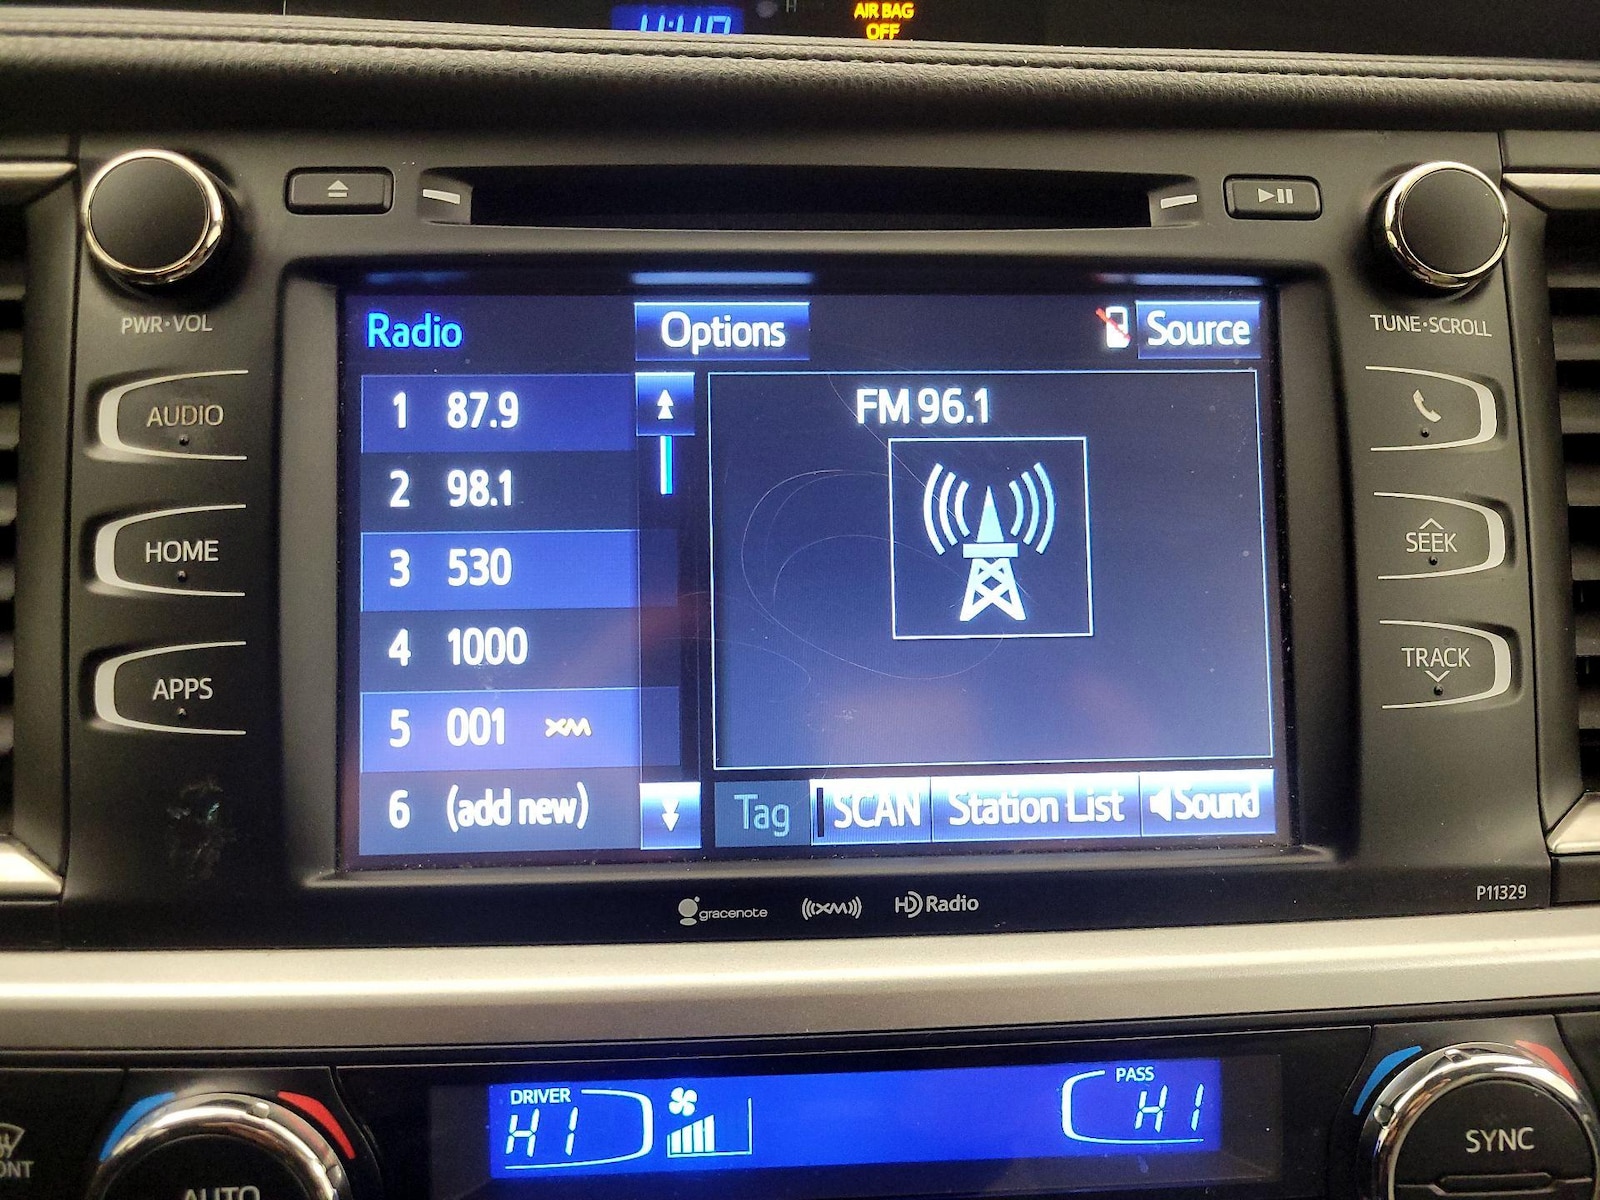 4:40
AIR BAG
OFF
PWR·VOL
TUNE·SCROLL
AUDIO
HOME
APPS
SEEK
TRACK
Radio
Options
Source
1 87.9
2 98.1
3 530
4 1000
5 001 XM
6 (add new)
FM 96.1
Tag
SCAN
Station List
Sound
gracenote
((XM))
HD Radio
P11329
DRIVER
HI
PASS
HI
AUTO
SYNC